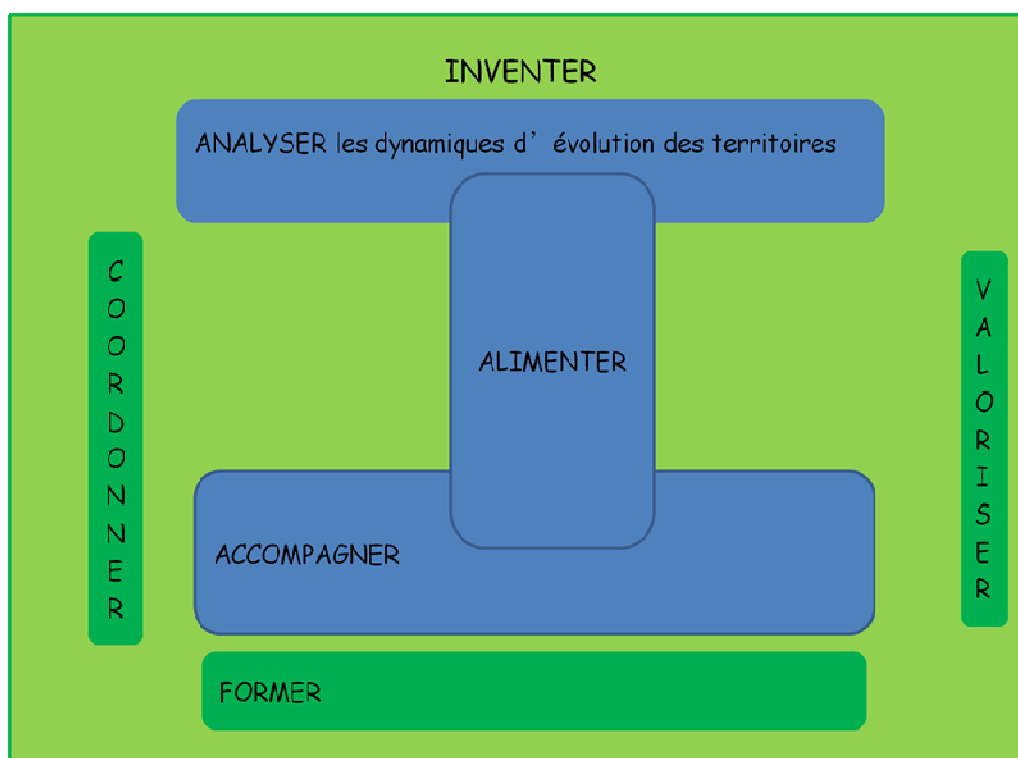 INVENTER
ANALYSER les dynamiques d’ évolution des territoires
COORDONNER
ALIMENTER
VALORISER
ACCOMPAGNER
FORMER